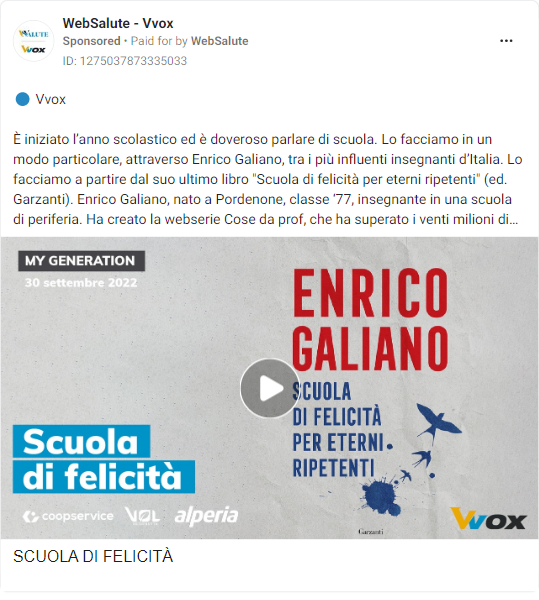 WebSalute - Vvox
Sponsored • Paid for by WebSalute
ID: 1275037873335033
VSALUTE
VVOX
Vvox
È iniziato l’anno scolastico ed è doveroso parlare di scuola. Lo facciamo in un
modo particolare, attraverso Enrico Galiano, tra i più influenti insegnanti d’Italia. Lo
facciamo a partire dal suo ultimo libro "Scuola di felicità per eterni ripetenti" (ed.
Garzanti). Enrico Galiano, nato a Pordenone, classe ‘77, insegnante in una scuola
di periferia. Ha creato la webserie Cose da prof, che ha superato i venti milioni di...
MY GENERATION
30 settembre 2022
ENRICO
GALIANO
SCUOLA
DI FELICITÀ
PER ETERNI
RIPETENTI
Garzanti
Scuola
di felicità
coopservice
VOL
alperia
VVOX
SCUOLA DI FELICITÀ